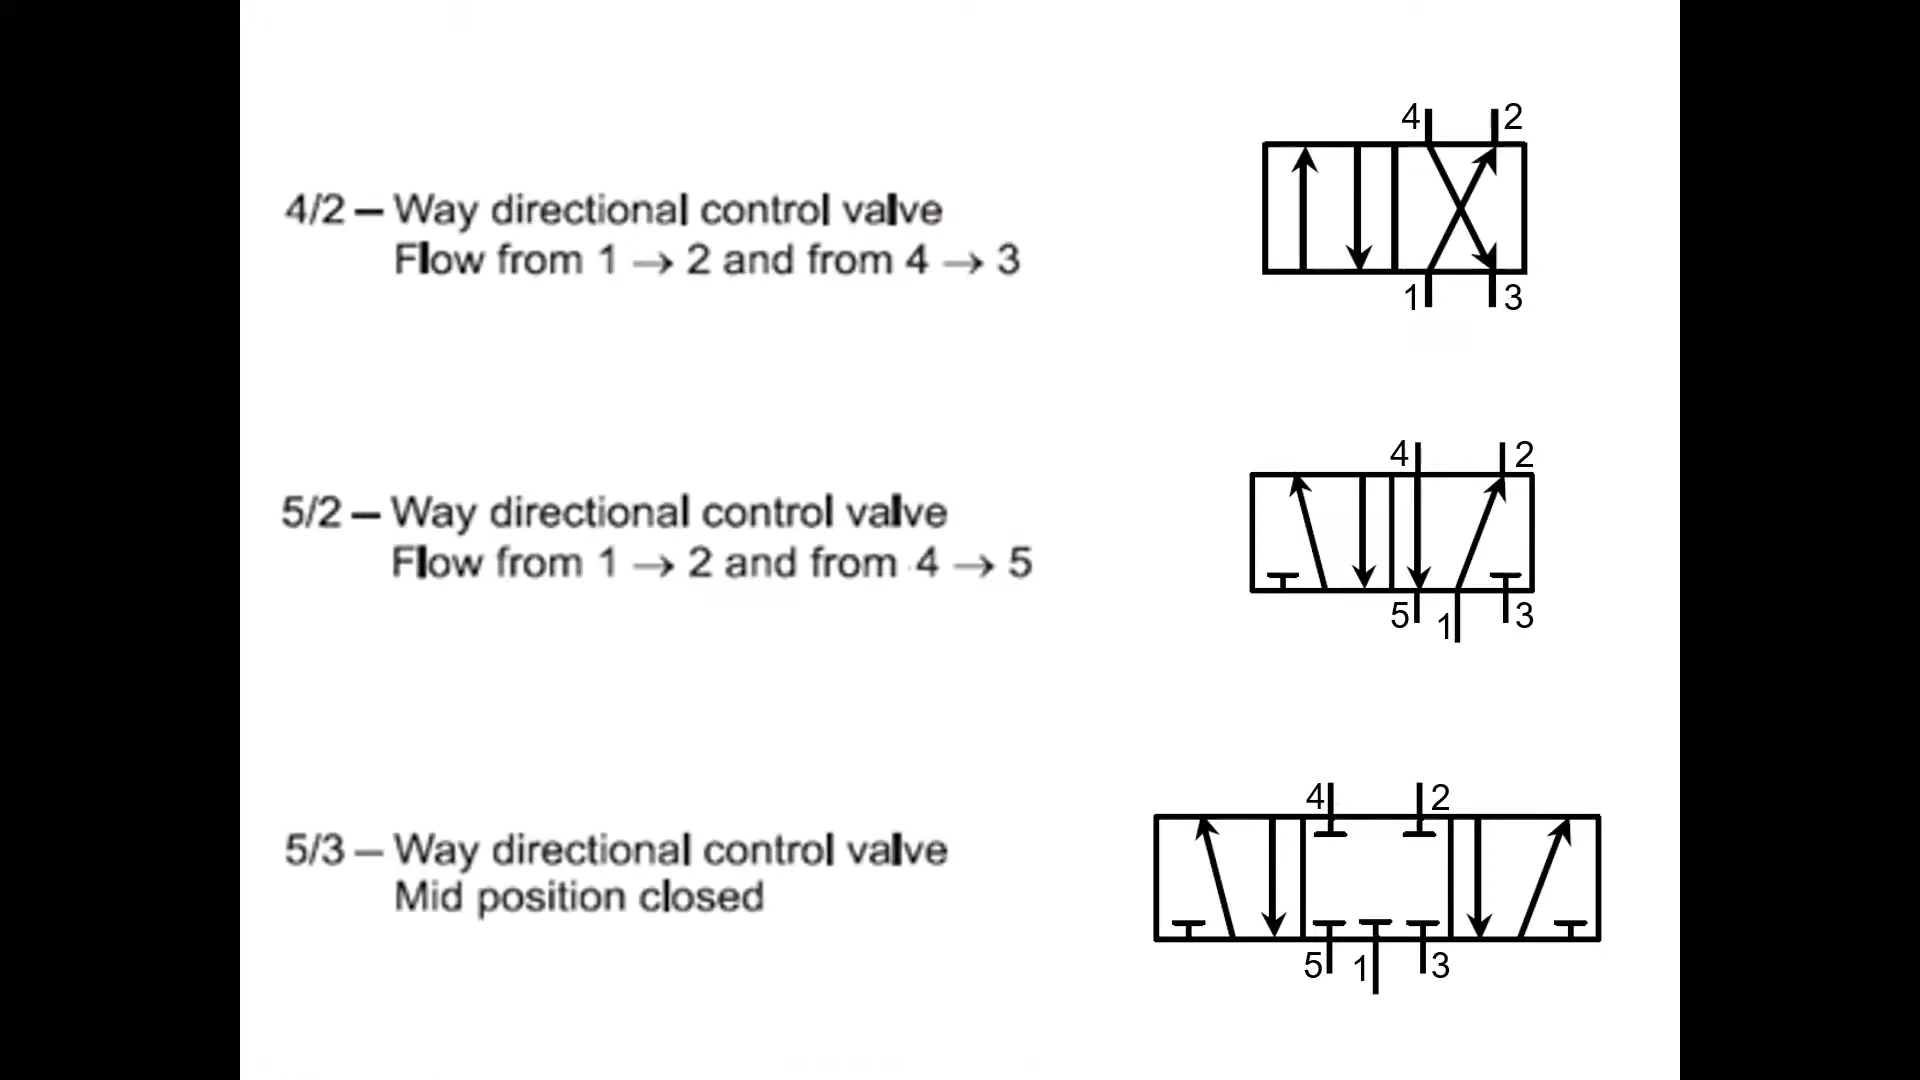 4/2 – Way directional control valve
Flow from 1 → 2 and from 4 → 3
4 2
1 3
5/2 – Way directional control valve
Flow from 1 → 2 and from 4 → 5
4 2
5 1 3
5/3 – Way directional control valve
Mid position closed
4 2
5 1 3